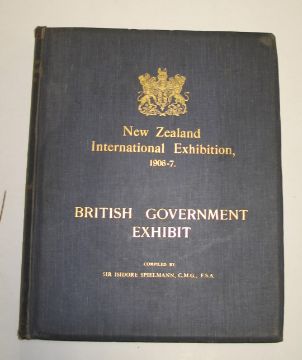 New Zealand
International Exhibition,
1906-7.
BRITISH GOVERNMENT
EXHIBIT
COMPILED BY
SIR ISIDORE SPIELMANN, C.M.G., F.S.A.